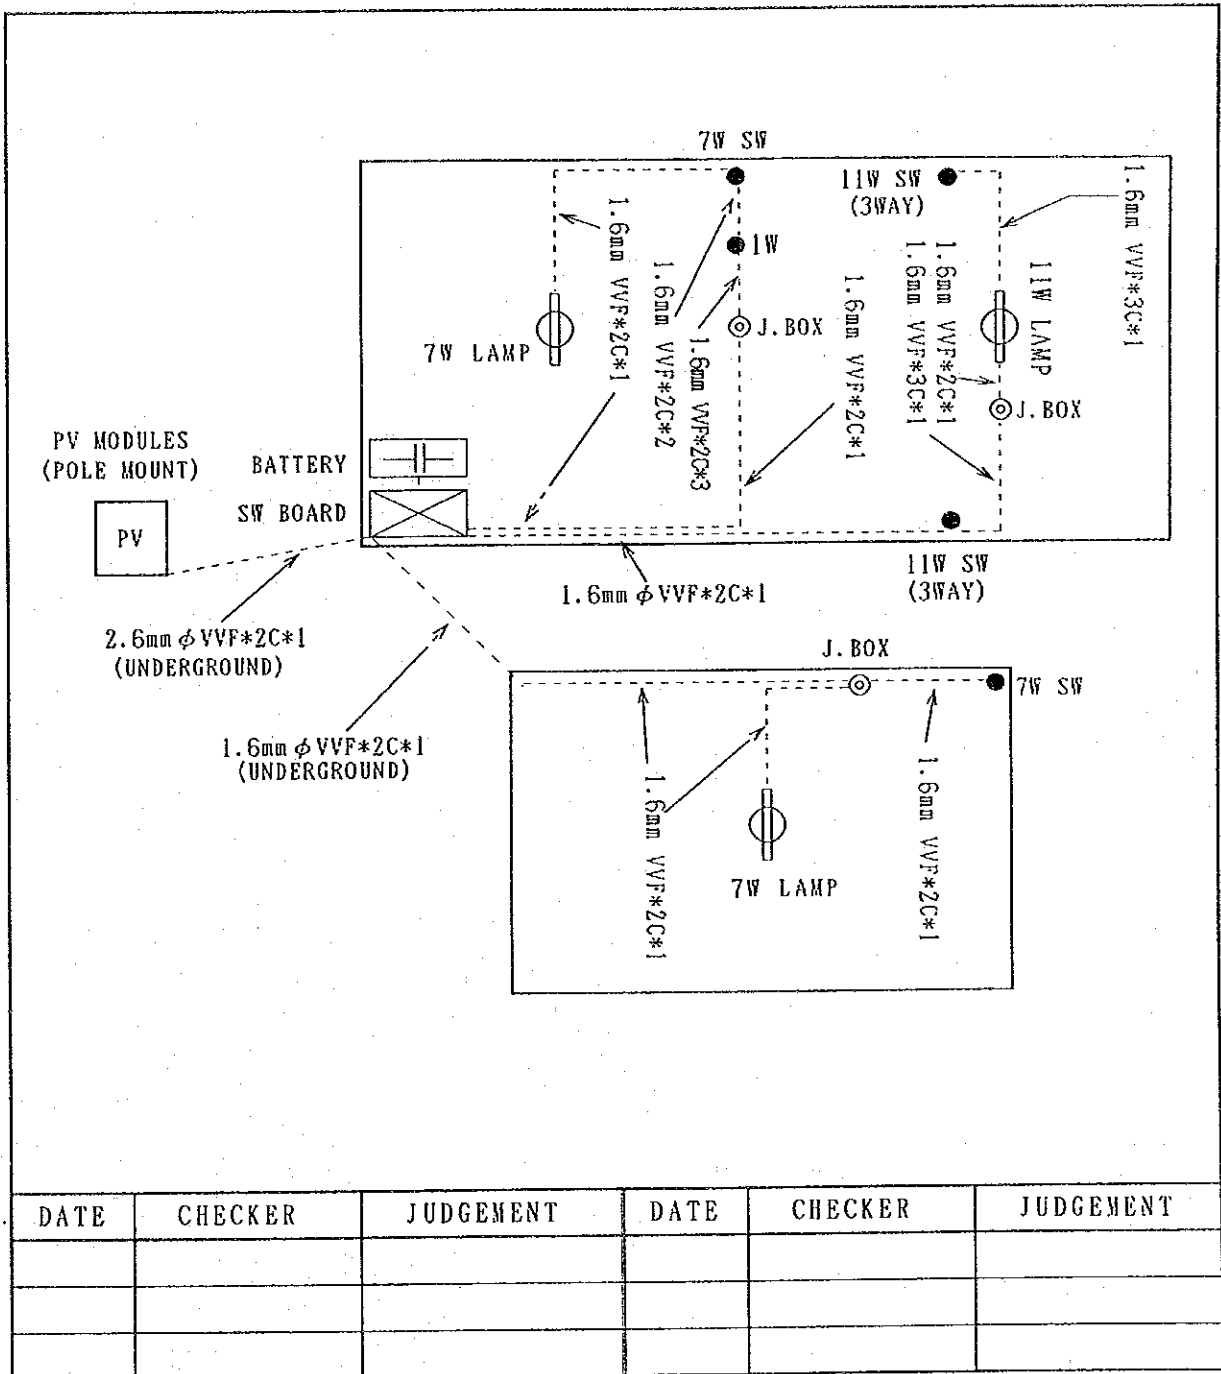 7W SW
11W SW
(3WAY)
1.6mm VVF*3C*1
1W
1.6mm VVF*2C*1
1.6mm VVF*2C*2
1.6mm VVF*2C*3
1.6mm VVF*2C*1
1.6mm VVF*3C*1
1.6mm VVF*2C*1
11W LAMP
J.BOX
7W LAMP
J.BOX
PV MODULES
(POLE MOUNT)
BATTERY
SW BOARD
PV
11W SW
(3WAY)
1.6mm φ VVF*2C*1
2.6mm φ VVF*2C*1
(UNDERGROUND)
J.BOX
7W SW
1.6mm φ VVF*2C*1
(UNDERGROUND)
1.6mm VVF*2C*1
1.6mm VVF*2C*1
7W LAMP
DATE CHECKER JUDGEMENT DATE CHECKER JUDGEMENT